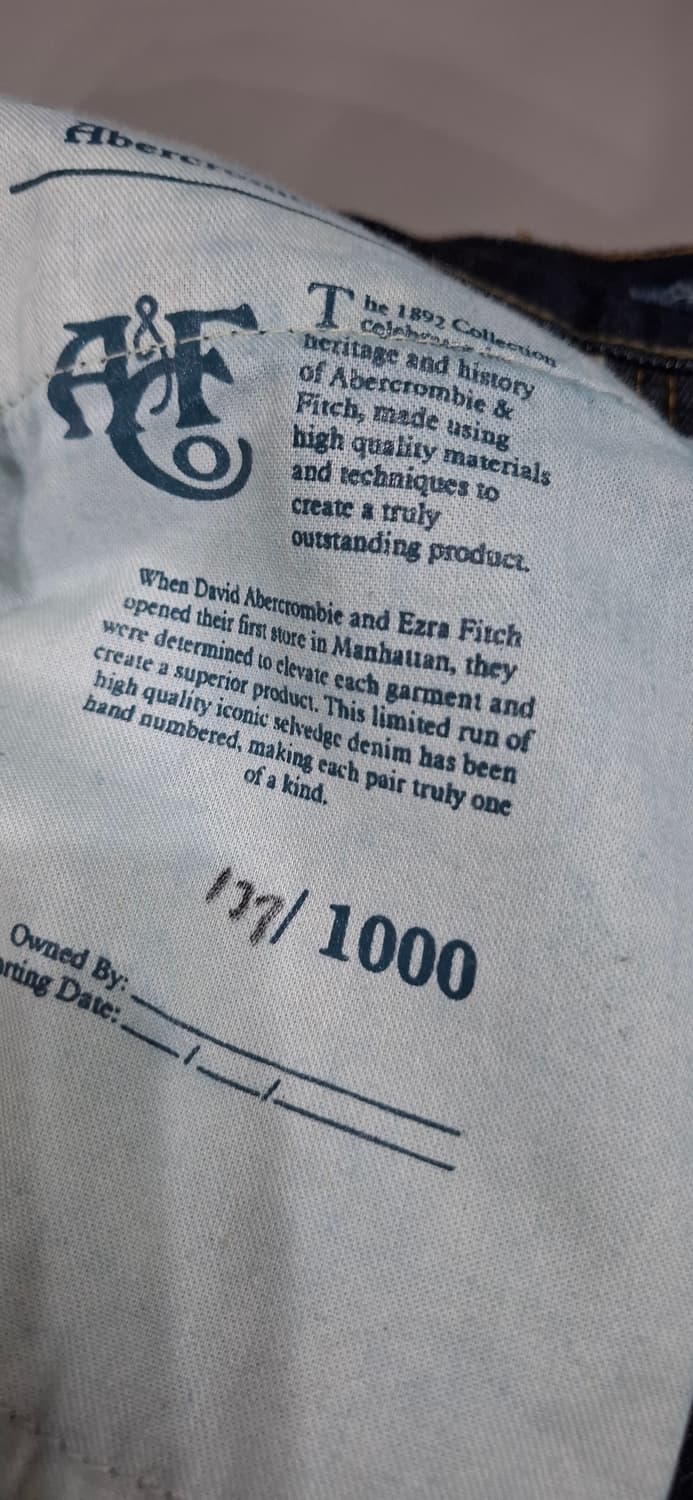 A&F
Co
The 1892 Collection
heritage and history
of Abercrombie &
Fitch, made using
high quality materials
and techniques to
create a truly
outstanding product.
When David Abercrombie and Ezra Fitch
opened their first store in Manhattan, they
were determined to elevate each garment and
create a superior product. This limited run of
high quality iconic selvedge denim has been
hand numbered, making each pair truly one
of a kind.
/ 1000
Owned By:
Date: __/__/